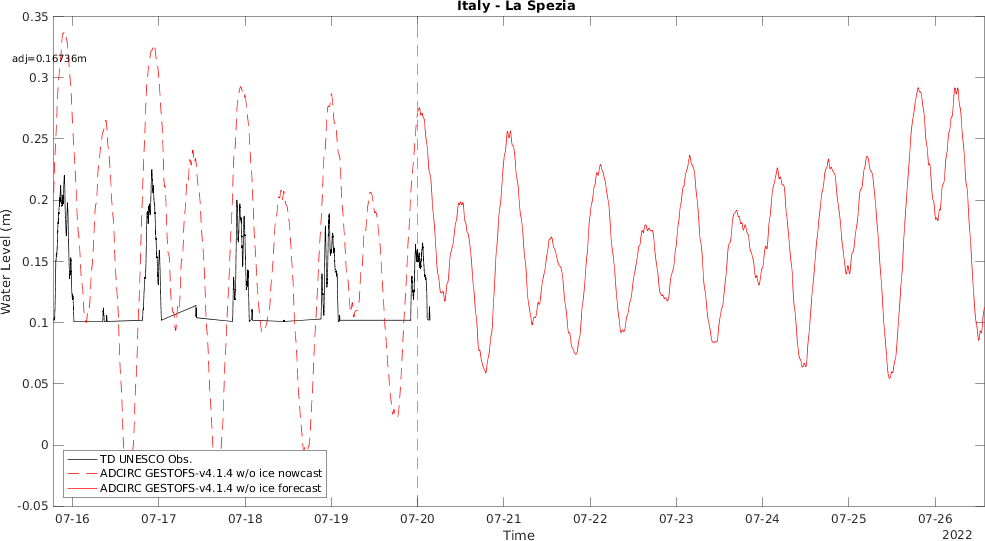 Italy - La Spezia
adj=0.16736m
Water Level (m)
0.35
0.3
0.25
0.2
0.15
0.1
0.05
0
-0.05
TD UNESCO Obs.
ADCIRC GESTOFS-v4.1.4 w/o ice nowcast
ADCIRC GESTOFS-v4.1.4 w/o ice forecast
07-16 07-17 07-18 07-19 07-20 07-21 07-22 07-23 07-24 07-25 07-26
Time
2022